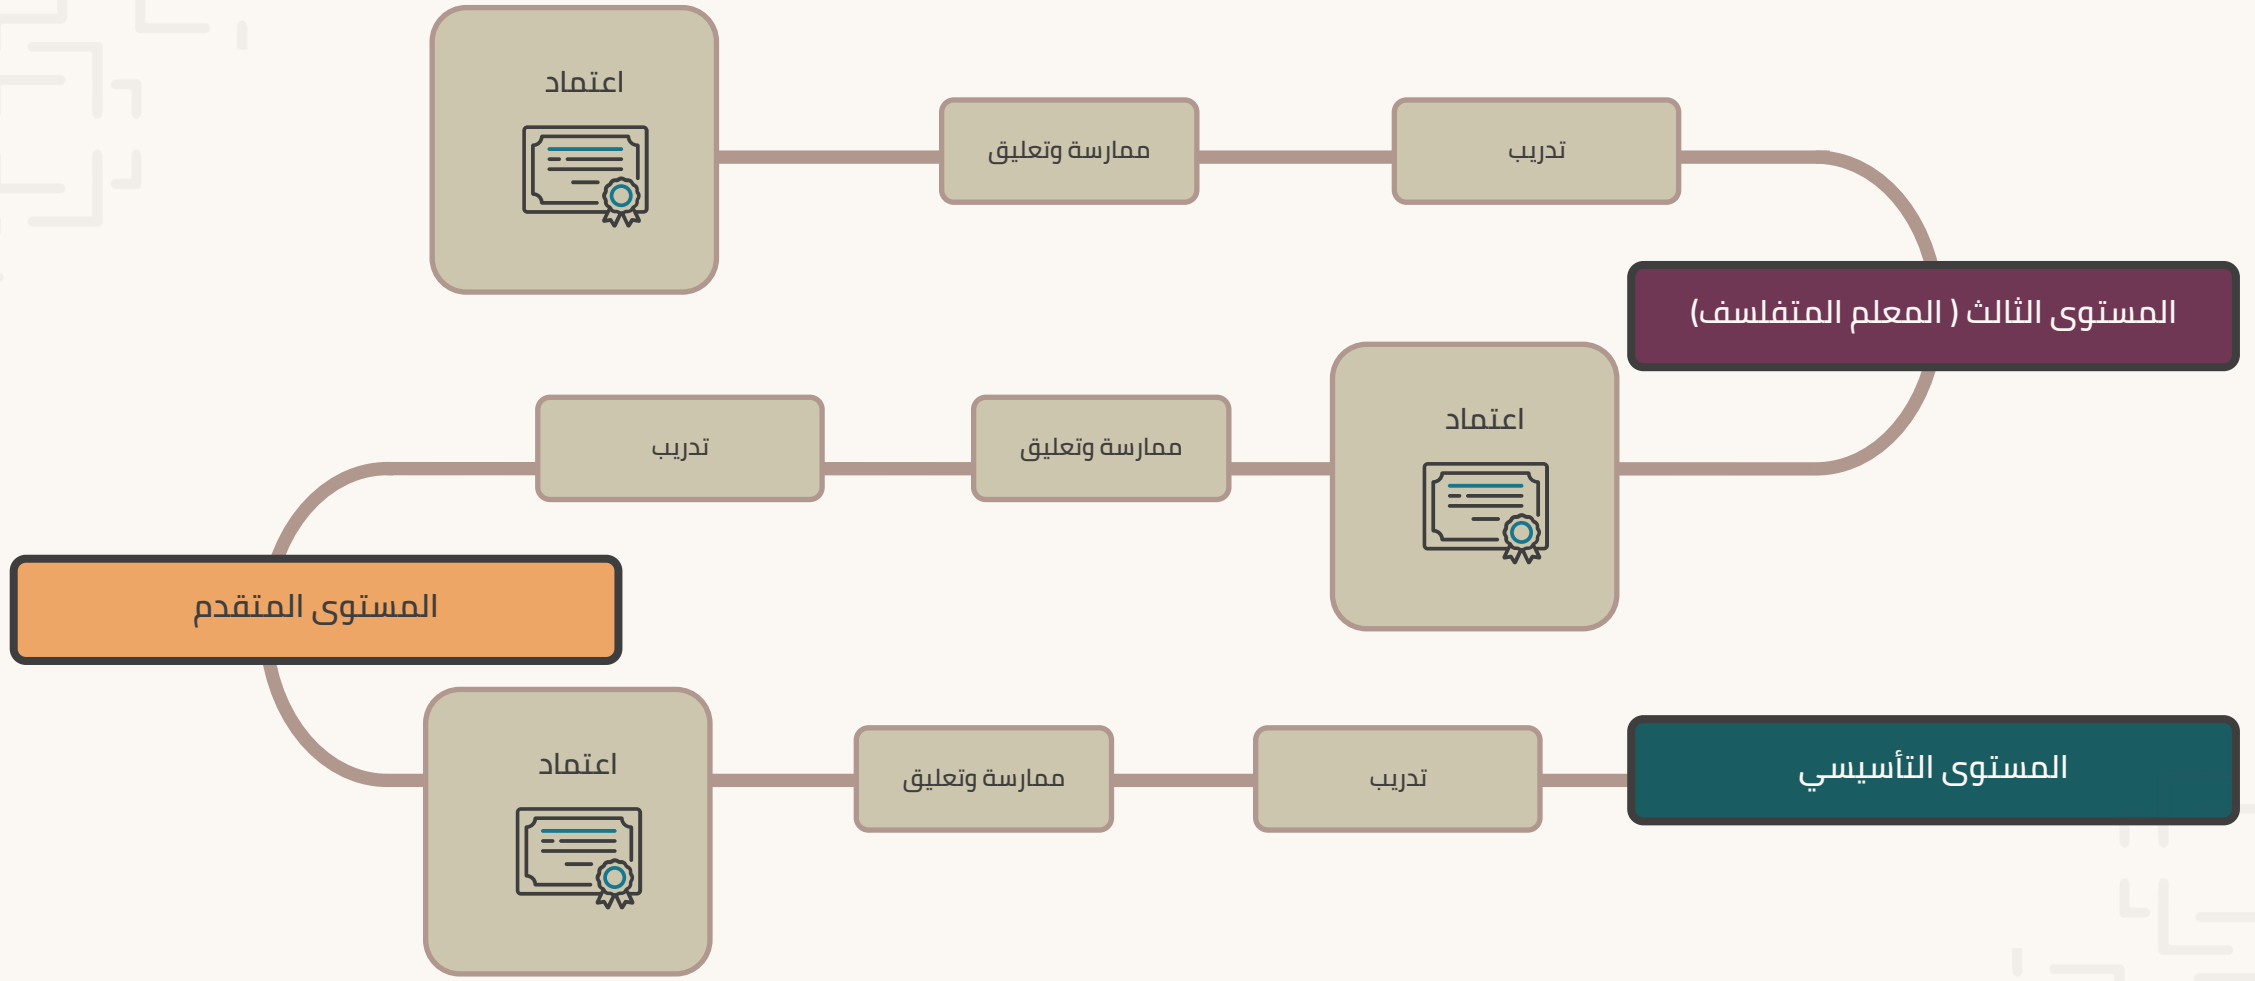 اعتماد
ممارسة وتعليق
تدريب
المستوى الثالث ( المعلم المتفلسف)
اعتماد
ممارسة وتعليق
تدريب
المستوى المتقدم
المستوى التأسيسي
تدريب
ممارسة وتعليق
اعتماد